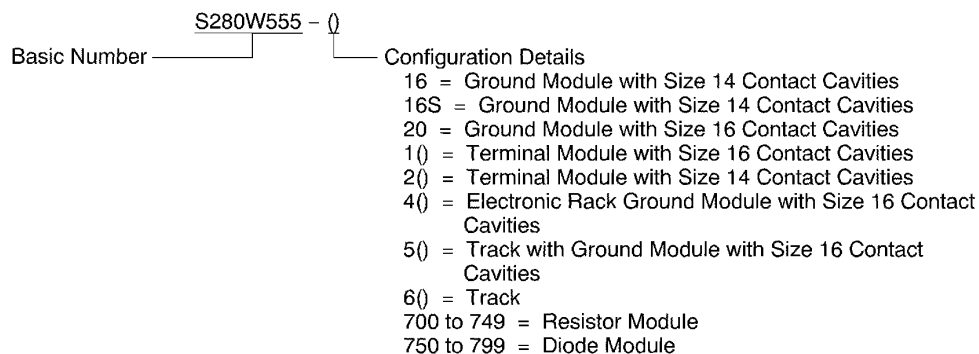 S280W555 – ()
Basic Number
Configuration Details
16 = Ground Module with Size 14 Contact Cavities
16S = Ground Module with Size 14 Contact Cavities
20 = Ground Module with Size 16 Contact Cavities
1() = Terminal Module with Size 16 Contact Cavities
2() = Terminal Module with Size 14 Contact Cavities
4() = Electronic Rack Ground Module with Size 16 Contact
Cavities
5() = Track with Ground Module with Size 16 Contact
Cavities
6() = Track
700 to 749 = Resistor Module
750 to 799 = Diode Module